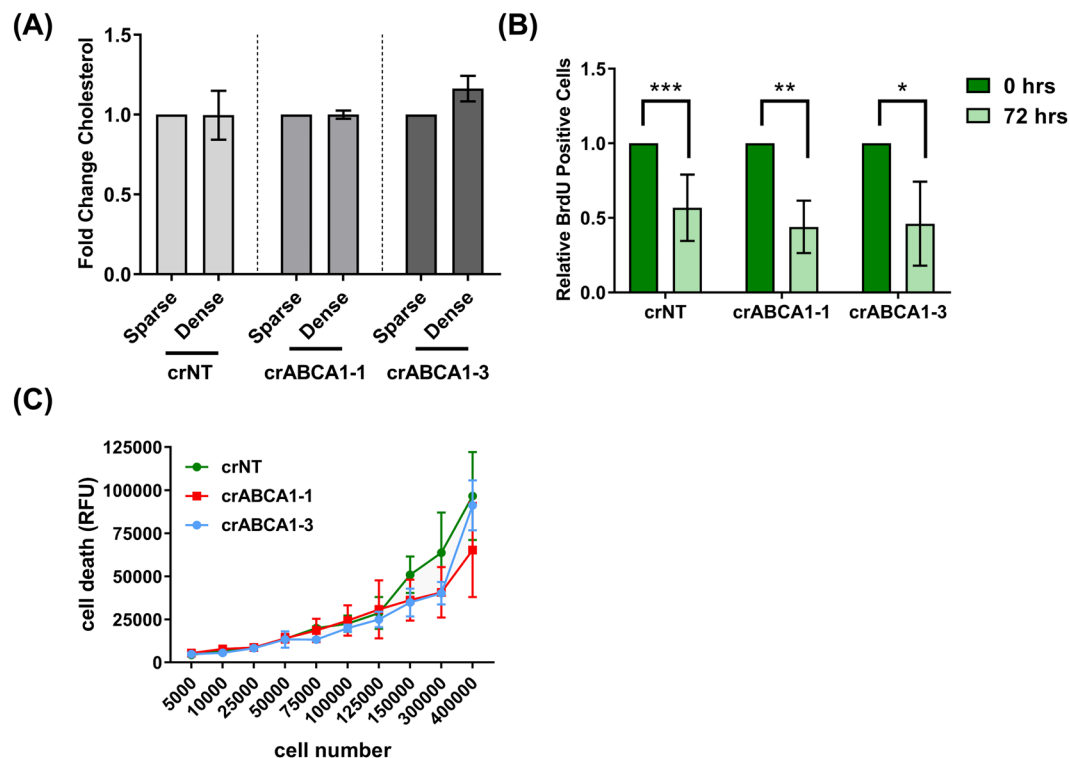 (A)
Fold Change Cholesterol
1.5
1.0
0.5
0.0
Sparse
Dense
Sparse
Dense
Sparse
Dense
crNT
crABCA1-1
crABCA1-3
(B)
Relative BrdU Positive Cells
1.5
1.0
0.5
0.0
***
**
*
crNT
crABCA1-1
crABCA1-3
0 hrs
72 hrs
(C)
cell death (RFU)
125000
100000
75000
50000
25000
0
crNT
crABCA1-1
crABCA1-3
5000
10000
25000
50000
75000
100000
125000
150000
300000
400000
cell number